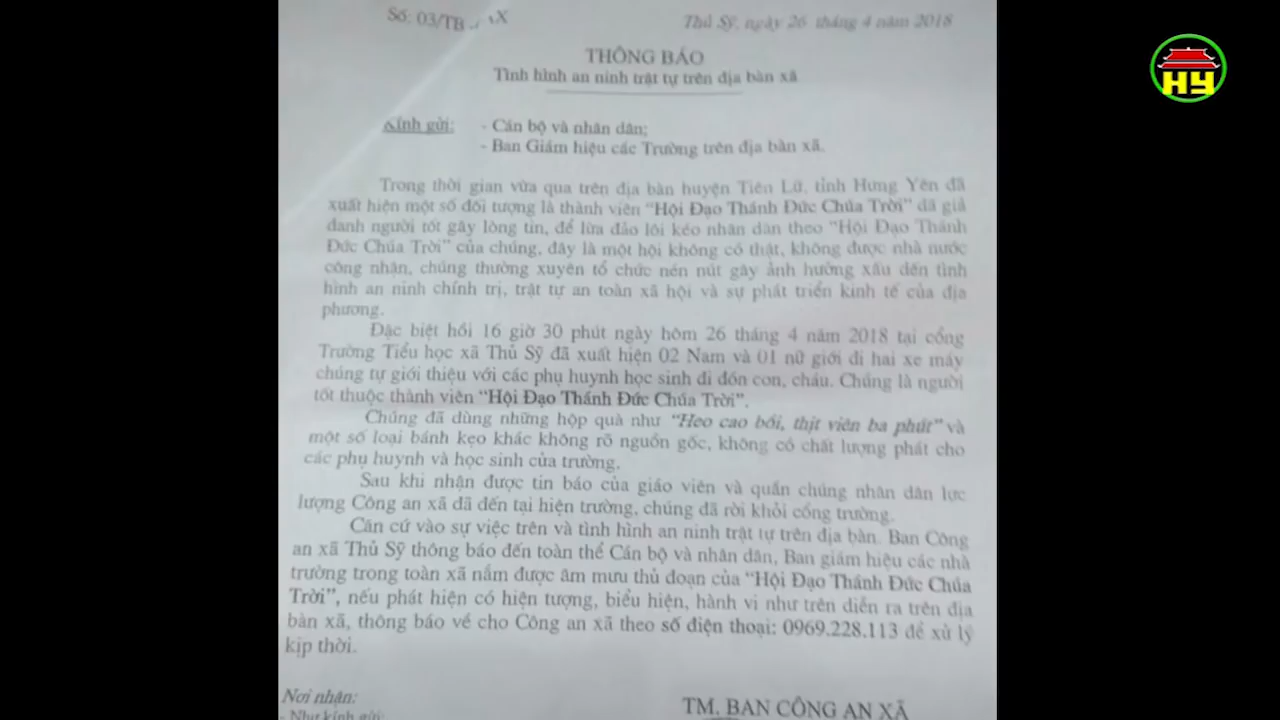 Số: 03/TB
Thủ Sỹ, ngày 26 tháng 4 năm 2018
THÔNG BÁO
Tình hình an ninh trật tự trên địa bàn xã
HY
Kính gửi: - Cán bộ và nhân dân;
- Ban Giám hiệu các Trường trên địa bàn xã.
Trong thời gian vừa qua trên địa bàn huyện Tiên Lữ, tỉnh Hưng Yên đã
xuất hiện một số đối tượng là thành viên “Hội Đạo Thánh Đức Chúa Trời” đã giả
danh người tốt gây lòng tin, để lừa đảo lôi kéo nhân dân theo “Hội Đạo Thánh
Đức Chúa Trời” của chúng, đây là một hội không có thật, không được nhà nước
công nhận, chúng thường xuyên tổ chức nén nút gây ảnh hưởng xấu đến tình
hình an ninh chính trị, trật tự an toàn xã hội và sự phát triển kinh tế của địa
phương.
Đặc biệt hồi 16 giờ 30 phút ngày hôm 26 tháng 4 năm 2018 tại cổng
Trường Tiểu học xã Thủ Sỹ đã xuất hiện 02 Nam và 01 nữ giới đi hai xe máy
chúng tự giới thiệu với các phụ huynh học sinh đi đón con, cháu. Chúng là người
tốt thuộc thành viên “Hội Đạo Thánh Đức Chúa Trời”.
Chúng đã dùng những hộp quà như “Heo cao bồi, thịt viên ba phút” và
một số loại bánh kẹo khác không rõ nguồn gốc, không có chất lượng phát cho
các phụ huynh và học sinh của trường.
Sau khi nhận được tin báo của giáo viên và quần chúng nhân dân lực
lượng Công an xã đã đến tại hiện trường, chúng đã rời khỏi cổng trường.
Căn cứ vào sự việc trên và tình hình an ninh trật tự trên địa bàn. Ban Công
an xã Thủ Sỹ thông báo đến toàn thể Cán bộ và nhân dân, Ban giám hiệu các nhà
trường trong toàn xã nắm được âm mưu thủ đoạn của “Hội Đạo Thánh Đức Chúa
Trời”, nếu phát hiện có hiện tượng, biểu hiện, hành vi như trên diễn ra trên địa
bàn xã, thông báo về cho Công an xã theo số điện thoại: 0969.228.113 để xử lý
kịp thời.
Nơi nhận:
- Như kính gửi;
TM. BAN CÔNG AN XÃ